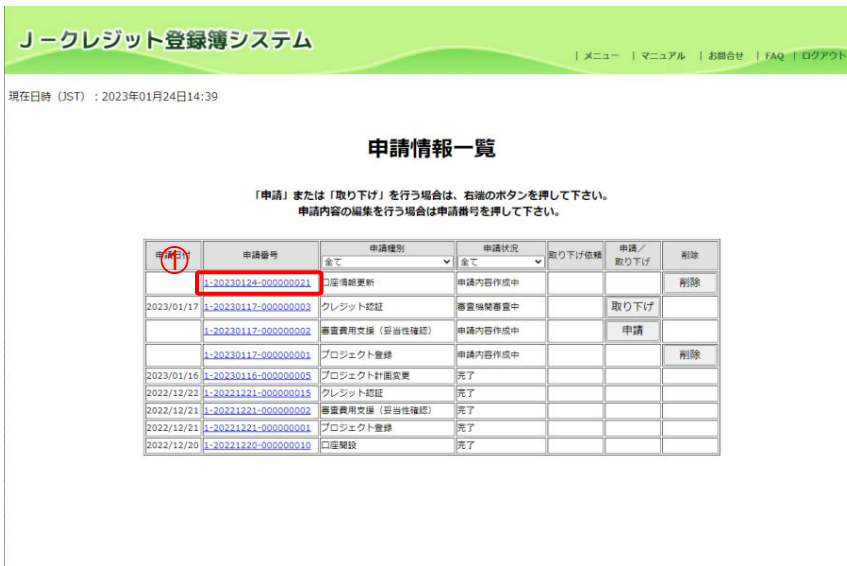 J-クレジット登録簿システム
| メニュー | マニュアル | お問合せ | FAQ | ログアウト
現在日時（JST）：2023年01月24日14:39
申請情報一覧
「申請」または「取り下げ」を行う場合は、右端のボタンを押して下さい。
申請内容の編集を行う場合は申請番号を押して下さい。
申請日付 申請番号 申請種別 全て 申請状況 全て 取り下げ依頼 申請／取り下げ 削除
①
1-20230124-000000021 口座情報更新 申請内容作成中 削除
2023/01/17 1-20230117-000000003 クレジット認証 審査機関審査中 取り下げ
1-20230117-000000002 審査費用支援（妥当性確認） 申請内容作成中 申請
1-20230117-000000001 プロジェクト登録 申請内容作成中 削除
2023/01/16 1-20230116-000000005 プロジェクト計画変更 完了
2022/12/22 1-20221221-000000015 クレジット認証 完了
2022/12/21 1-20221221-000000002 審査費用支援（妥当性確認） 完了
2022/12/21 1-20221221-000000001 プロジェクト登録 完了
2022/12/20 1-20221220-000000010 口座開設 完了